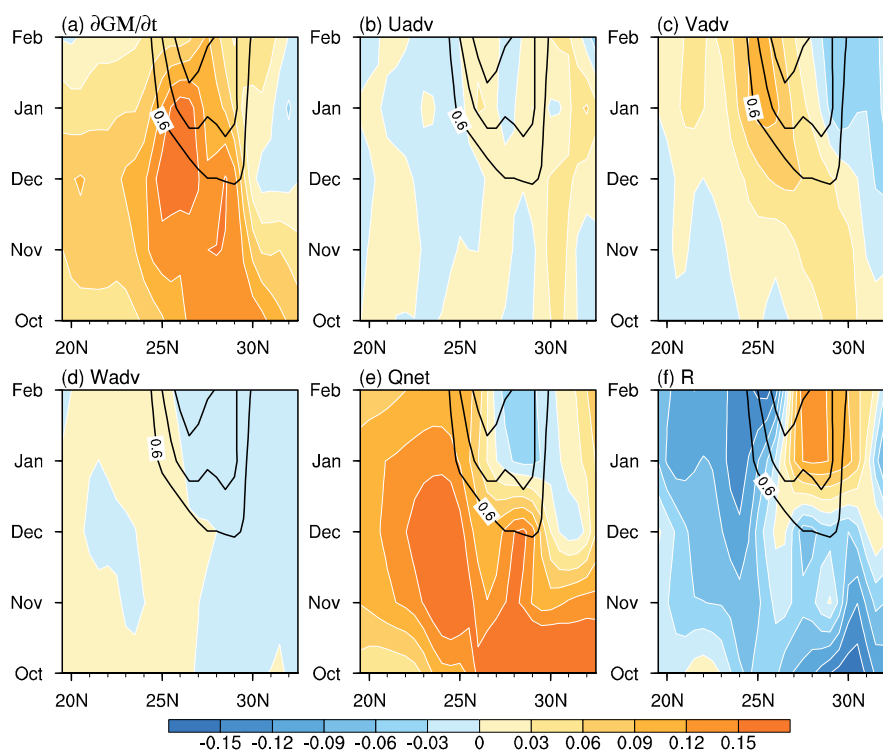 (a) ∂GM/∂t
(b) Uadv
(c) Vadv
Feb
Jan
Dec
Nov
Oct
0.6
0.6
0.6
20N 25N 30N
20N 25N 30N
20N 25N 30N
(d) Wadv
(e) Qnet
(f) R
Feb
Jan
Dec
Nov
Oct
Feb
Jan
Dec
Nov
Oct
Feb
Jan
Dec
Nov
Oct
0.6
0.6
0.6
20N 25N 30N
20N 25N 30N
20N 25N 30N
Feb
Jan
Dec
Nov
Oct
Feb
Jan
Dec
Nov
Oct
-0.15 -0.12 -0.09 -0.06 -0.03 0 0.03 0.06 0.09 0.12 0.15